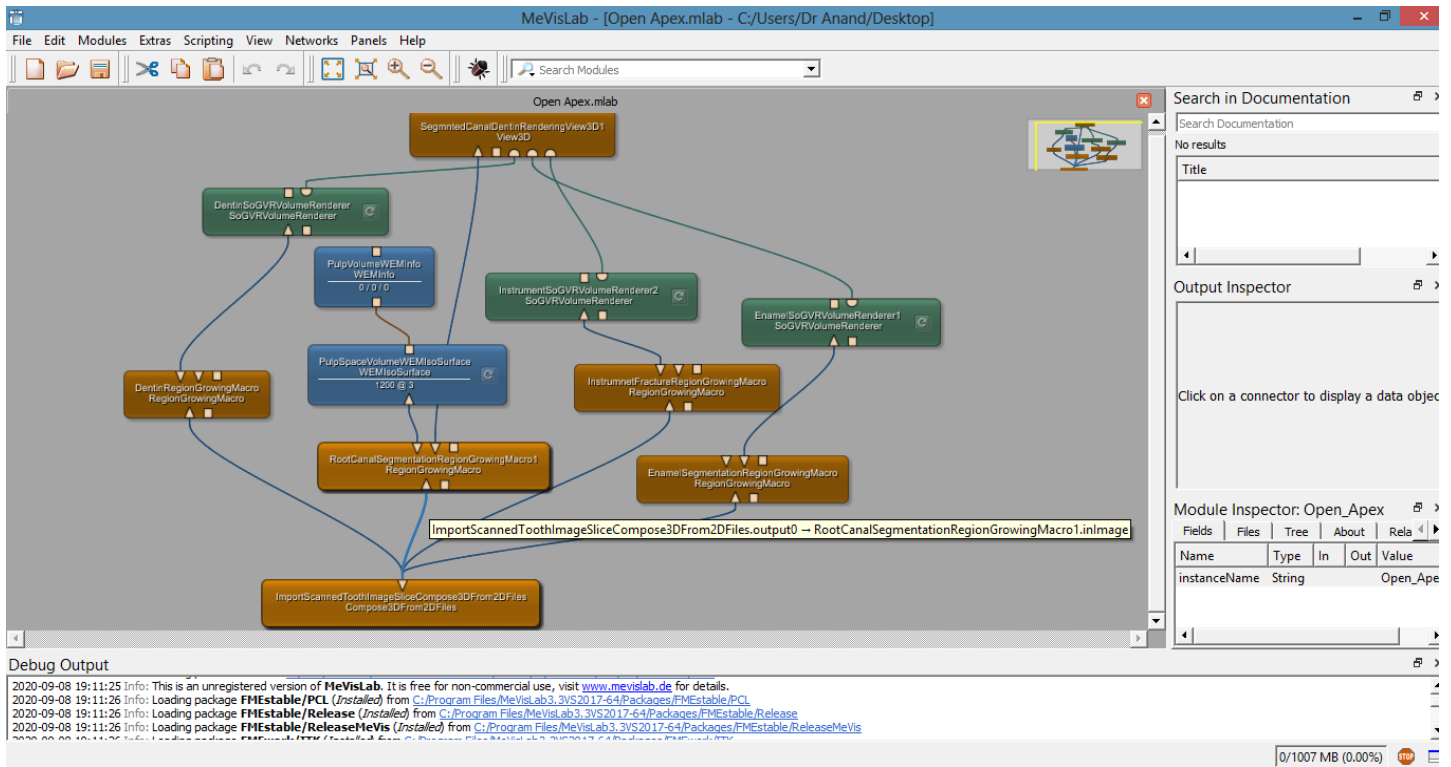 MeVisLab - [Open Apex.mlab - C:/Users/Dr Anand/Desktop]
File Edit Modules Extras Scripting View Networks Panels Help
Search Modules
Open Apex.mlab
SegmntedCanalDentinRenderingView3D1
View3D
DentinSoGVRVolumeRenderer
SoGVRVolumeRenderer
PulpVolumeWEMInfo
WEMInfo
0 / 0 / 0
InstrumentSoGVRVolumeRenderer2
SoGVRVolumeRenderer
EnamelSoGVRVolumeRenderer1
SoGVRVolumeRenderer
PulpSpaceVolumeWEMIsoSurface
WEMIsoSurface
1200 @ 3
DentinRegionGrowingMacro
RegionGrowingMacro
InstrumnetFractureRegionGrowingMacro
RegionGrowingMacro
RootCanalSegmentationRegionGrowingMacro1
RegionGrowingMacro
EnamelSegmentationRegionGrowingMacro
RegionGrowingMacro
ImportScannedToothImageSliceCompose3DFrom2DFiles.output0 → RootCanalSegmentationRegionGrowingMacro1.inImage
ImportScannedToothImageSliceCompose3DFrom2DFiles
Compose3DFrom2DFiles
Search in Documentation
Search Documentation
No results
Title
Output Inspector
Click on a connector to display a data objec
Module Inspector: Open_Apex
Fields Files Tree About Rela
Name Type In Out Value
instanceName String Open_Ape
Debug Output
2020-09-08 19:11:25 Info: This is an unregistered version of MeVisLab. It is free for non-commercial use, visit www.mevislab.de for details.
2020-09-08 19:11:26 Info: Loading package FMEstable/PCL (Installed) from C:/Program Files/MeVisLab3.3VS2017-64/Packages/FMEstable/PCL
2020-09-08 19:11:26 Info: Loading package FMEstable/Release (Installed) from C:/Program Files/MeVisLab3.3VS2017-64/Packages/FMEstable/Release
2020-09-08 19:11:26 Info: Loading package FMEstable/ReleaseMeVis (Installed) from C:/Program Files/MeVisLab3.3VS2017-64/Packages/FMEstable/ReleaseMeVis
0/1007 MB (0.00%)
STOP